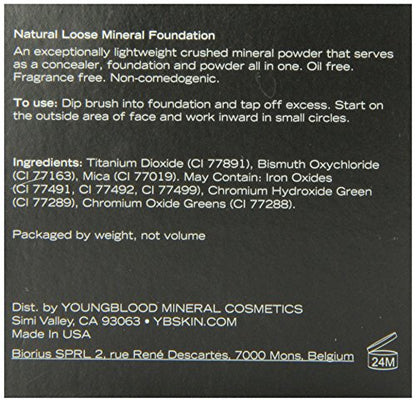 Natural Loose Mineral Foundation
An exceptionally lightweight crushed mineral powder that serves
as a concealer, foundation and powder all in one. Oil free.
Fragrance free. Non-comedogenic.
To use: Dip brush into foundation and tap off excess. Start on
the outside area of face and work inward in small circles.
Ingredients: Titanium Dioxide (CI 77891), Bismuth Oxychloride
(CI 77163), Mica (CI 77019). May Contain: Iron Oxides
(CI 77491, CI 77492, CI 77499), Chromium Hydroxide Green
(CI 77289), Chromium Oxide Greens (CI 77288).
Packaged by weight, not volume
Dist. by YOUNGBLOOD MINERAL COSMETICS
Simi Valley, CA 93063 • YBSKIN.COM
Made In USA
Biorius SPRL 2, rue René Descartes, 7000 Mons, Belgium
24M